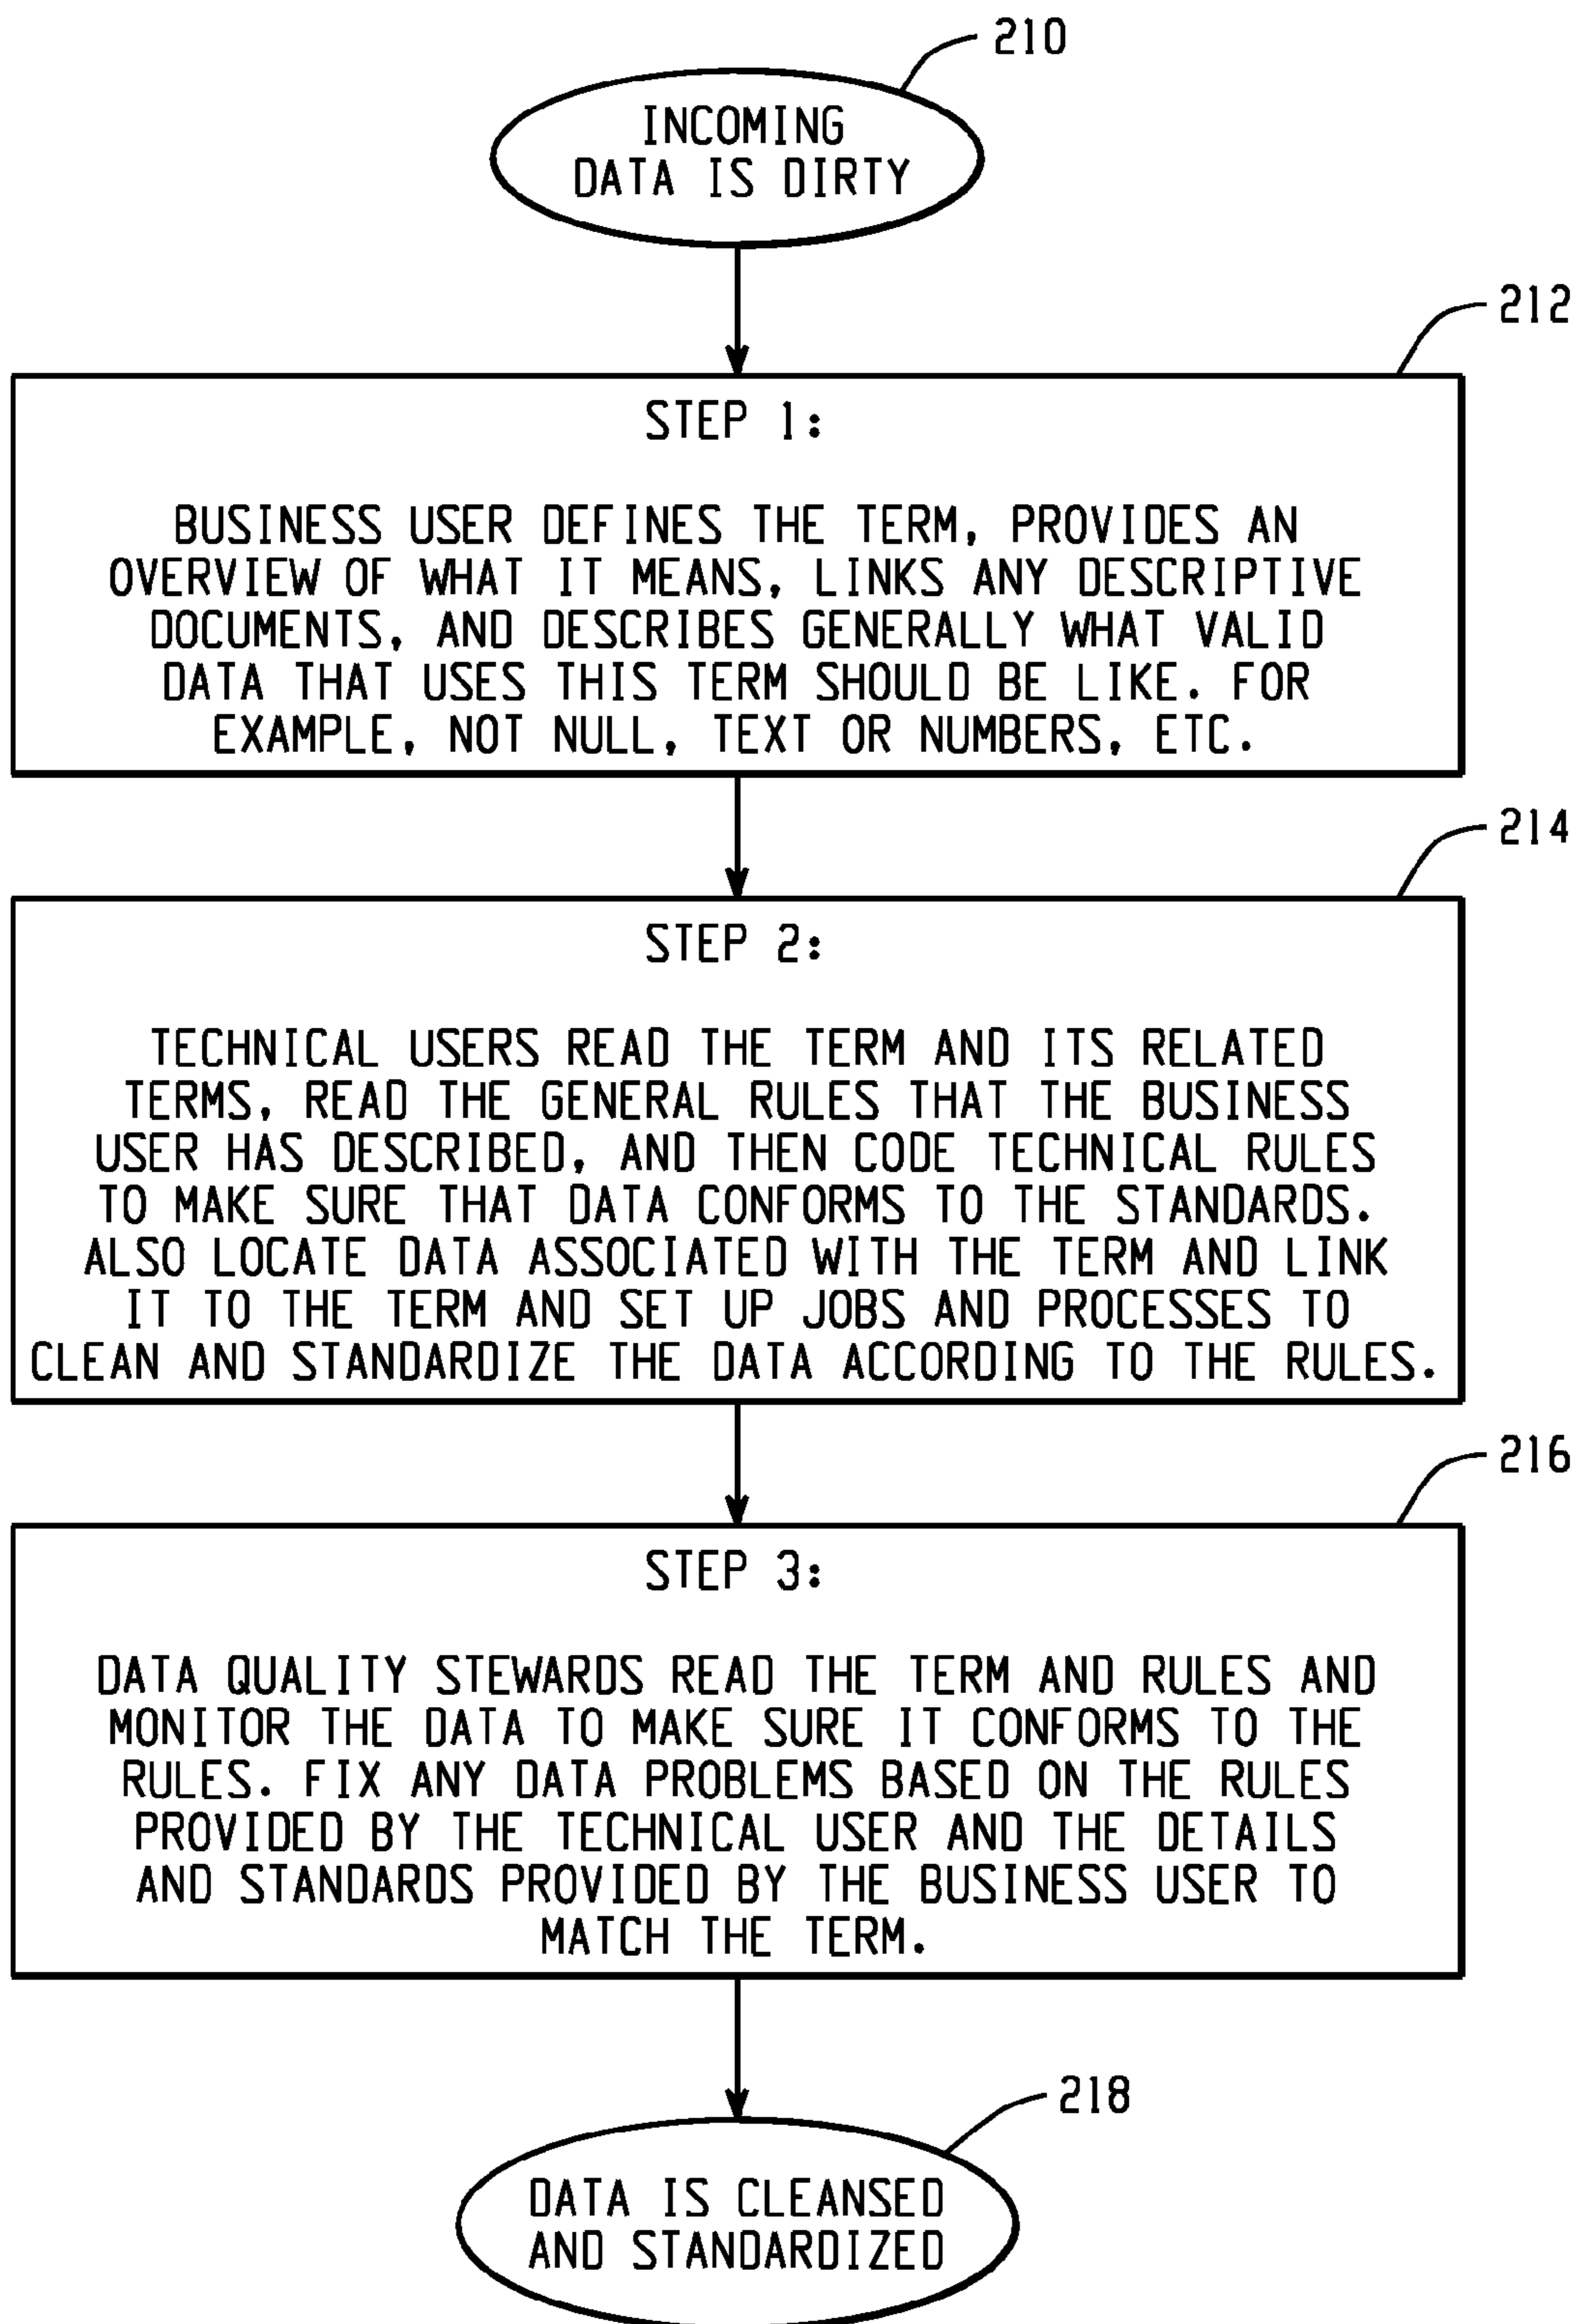 210
INCOMING
DATA IS DIRTY
212
STEP 1:
BUSINESS USER DEFINES THE TERM, PROVIDES AN
OVERVIEW OF WHAT IT MEANS, LINKS ANY DESCRIPTIVE
DOCUMENTS, AND DESCRIBES GENERALLY WHAT VALID
DATA THAT USES THIS TERM SHOULD BE LIKE. FOR
EXAMPLE, NOT NULL, TEXT OR NUMBERS, ETC.
214
STEP 2:
TECHNICAL USERS READ THE TERM AND ITS RELATED
TERMS, READ THE GENERAL RULES THAT THE BUSINESS
USER HAS DESCRIBED, AND THEN CODE TECHNICAL RULES
TO MAKE SURE THAT DATA CONFORMS TO THE STANDARDS.
ALSO LOCATE DATA ASSOCIATED WITH THE TERM AND LINK
IT TO THE TERM AND SET UP JOBS AND PROCESSES TO
CLEAN AND STANDARDIZE THE DATA ACCORDING TO THE RULES.
216
STEP 3:
DATA QUALITY STEWARDS READ THE TERM AND RULES AND
MONITOR THE DATA TO MAKE SURE IT CONFORMS TO THE
RULES. FIX ANY DATA PROBLEMS BASED ON THE RULES
PROVIDED BY THE TECHNICAL USER AND THE DETAILS
AND STANDARDS PROVIDED BY THE BUSINESS USER TO
MATCH THE TERM.
218
DATA IS CLEANSED
AND STANDARDIZED